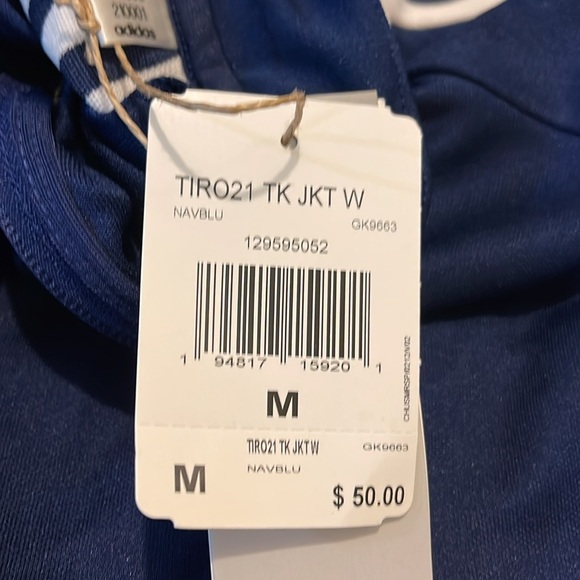 210001
adidas
TIRO21 TK JKT W
NAVBLU
GK9663
129595052
1 94817 15920 1
M
TIRO21 TK JKT W
GK9663
NAVBLU
M
$ 50.00